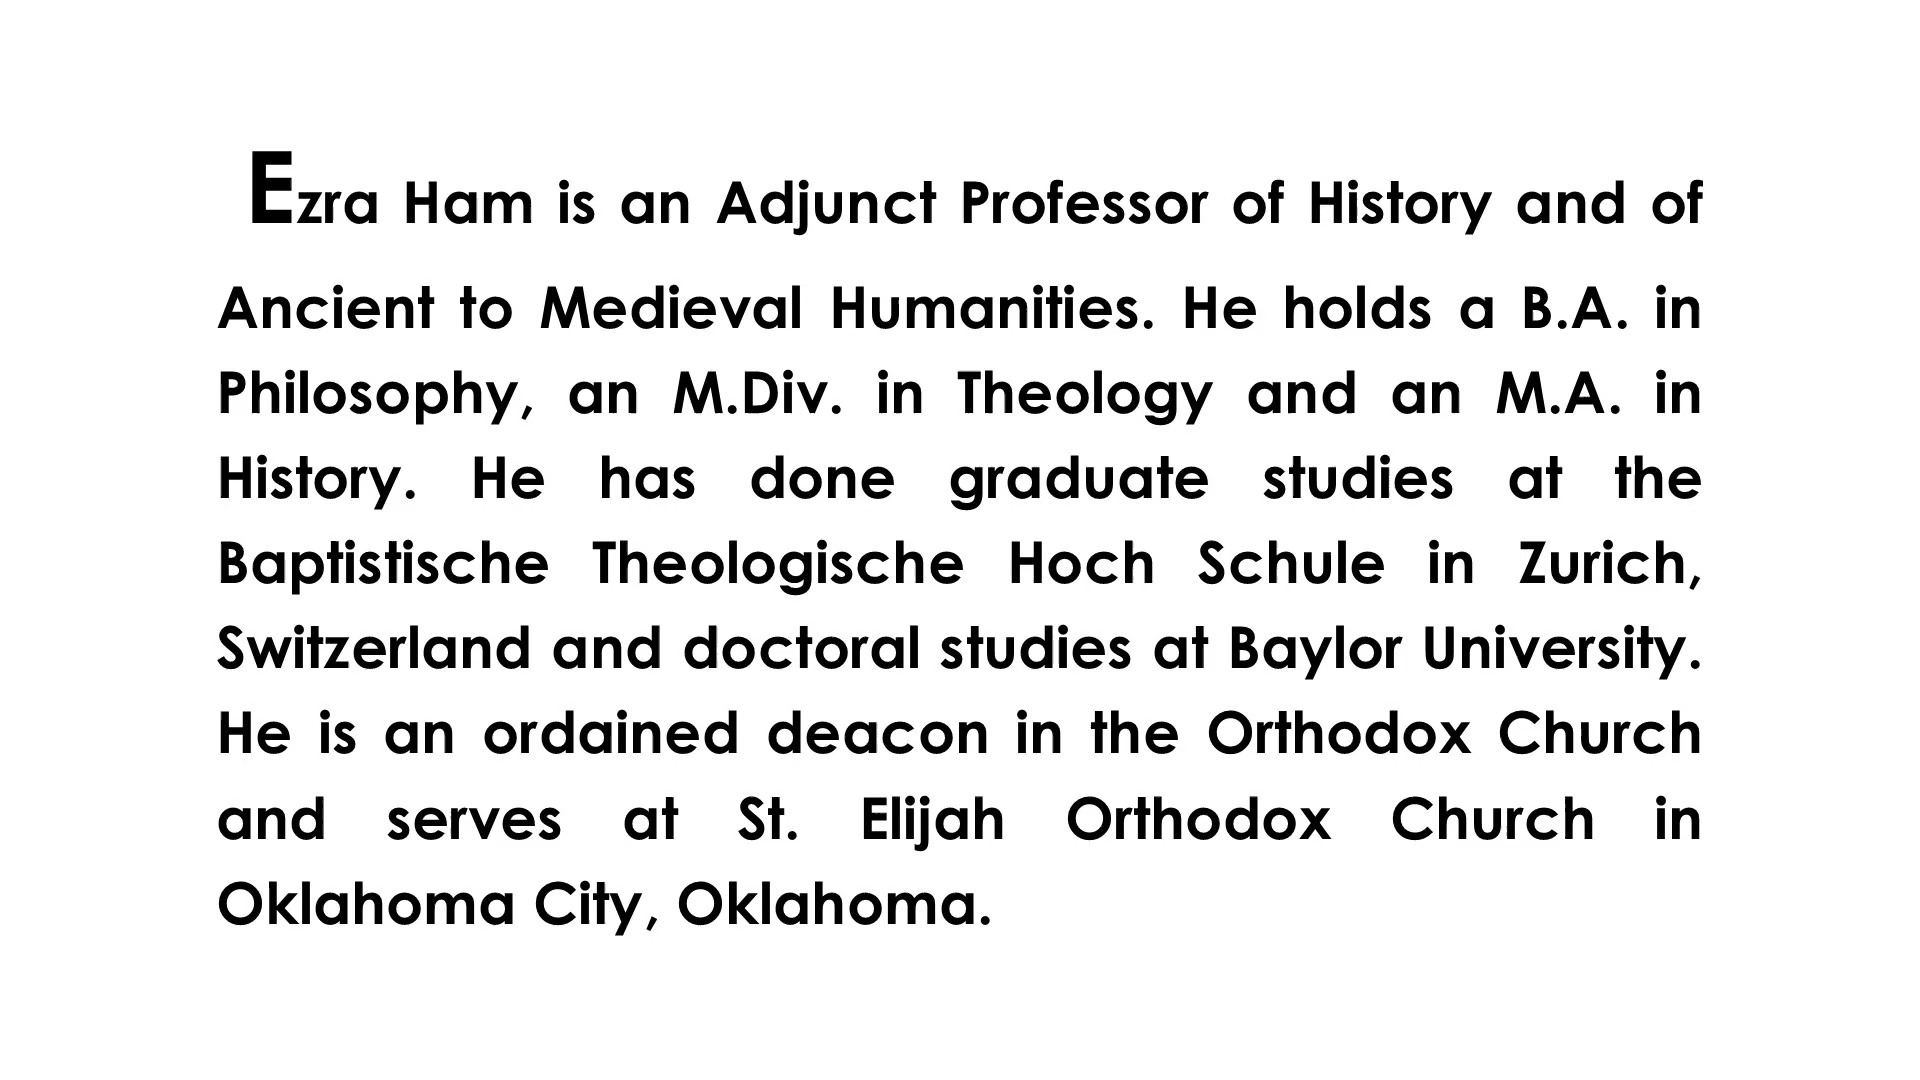 Ezra Ham is an Adjunct Professor of History and of
Ancient to Medieval Humanities. He holds a B.A. in
Philosophy, an M.Div. in Theology and an M.A. in
History. He has done graduate studies at the
Baptistische Theologische Hoch Schule in Zurich,
Switzerland and doctoral studies at Baylor University.
He is an ordained deacon in the Orthodox Church
and serves at St. Elijah Orthodox Church in
Oklahoma City, Oklahoma.